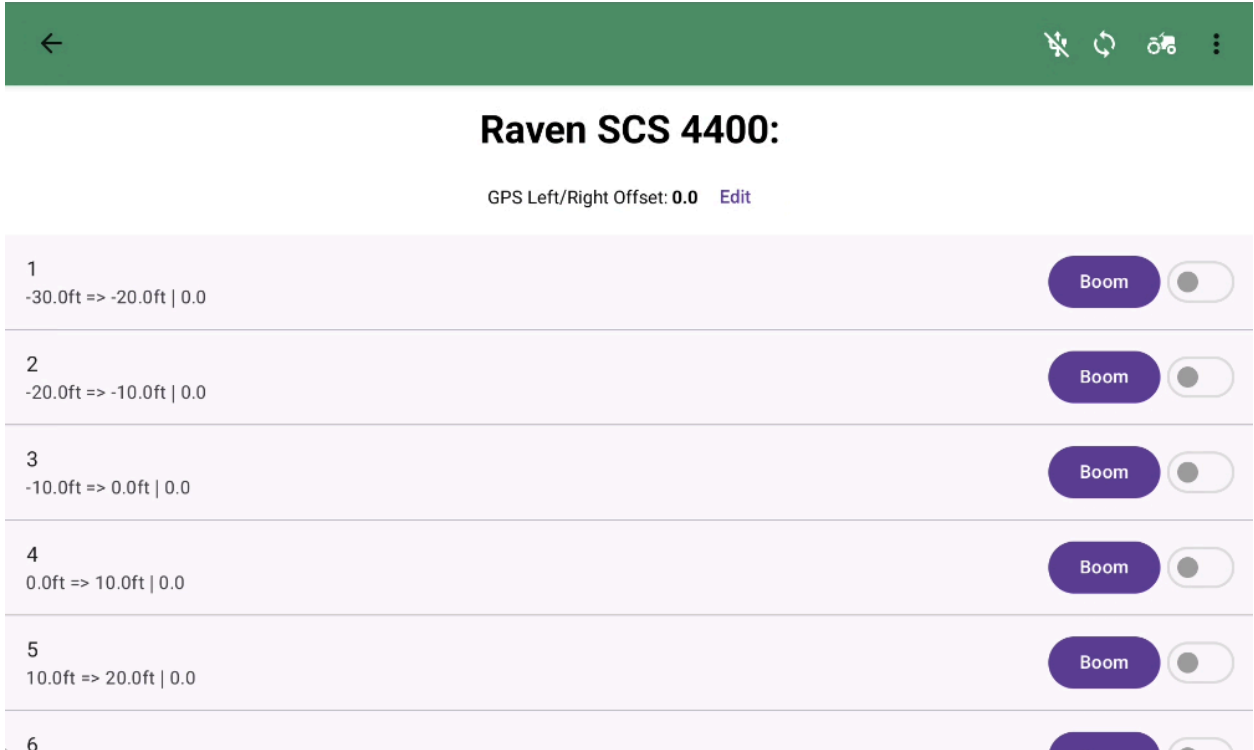 Raven SCS 4400:
GPS Left/Right Offset: 0.0 Edit
1
-30.0ft => -20.0ft | 0.0
Boom
2
-20.0ft => -10.0ft | 0.0
Boom
3
-10.0ft => 0.0ft | 0.0
Boom
4
0.0ft => 10.0ft | 0.0
Boom
5
10.0ft => 20.0ft | 0.0
Boom
6